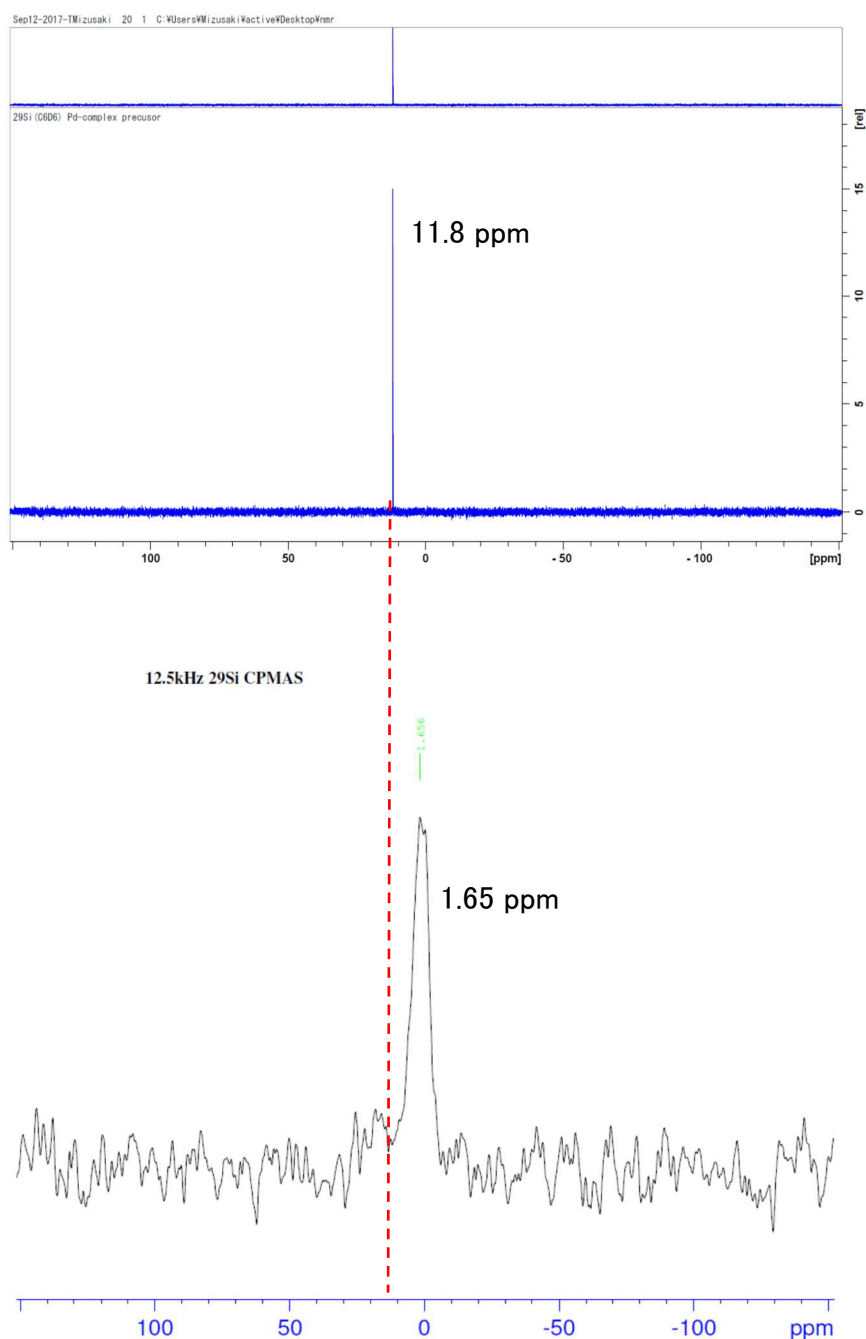 Sep12-2017-TMizusaki 20 1 C:¥Users¥Mizusaki¥active¥Desktop¥nmr
29Si(C6D6) Pd-complex precusor
[rel]
15
10
5
0
11.8 ppm
100 50 0 -50 -100 [ppm]
12.5kHz 29Si CPMAS
1.656
1.65 ppm
100 50 0 -50 -100 ppm